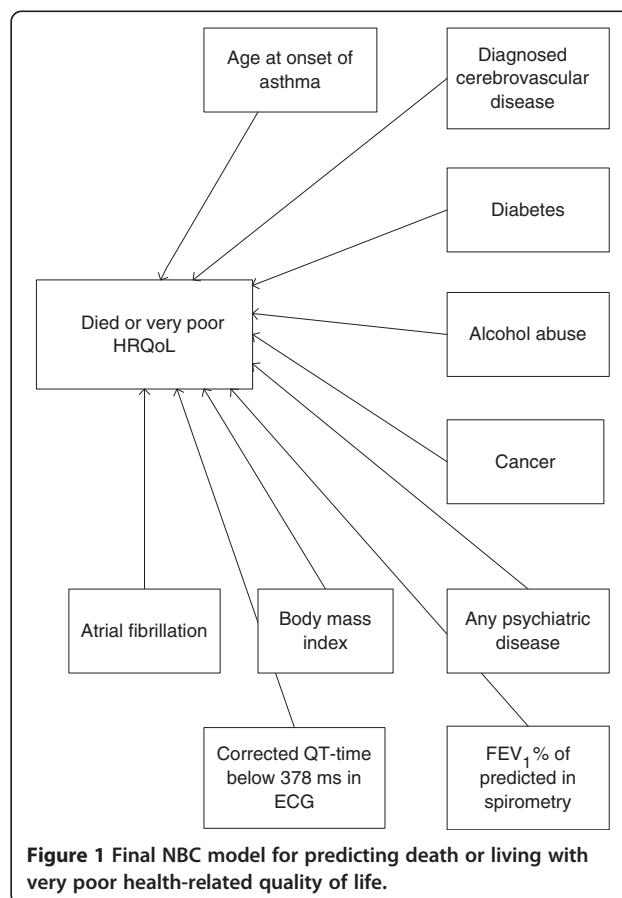 Age at onset of
asthma
Diagnosed
cerebrovascular
disease
Diabetes
Died or very poor
HRQoL
Alcohol abuse
Cancer
Atrial fibrillation
Body mass
index
Any psychiatric
disease
Corrected QT-time
below 378 ms in
ECG
FEV1% of
predicted in
spirometry
Figure 1 Final NBC model for predicting death or living with
very poor health-related quality of life.